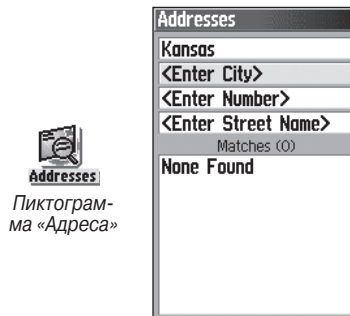 Addresses
Kansas
<Enter City>
<Enter Number>
<Enter Street Name>
Matches (0)
None Found
Addresses
Пиктограм-
ма «Адреса»